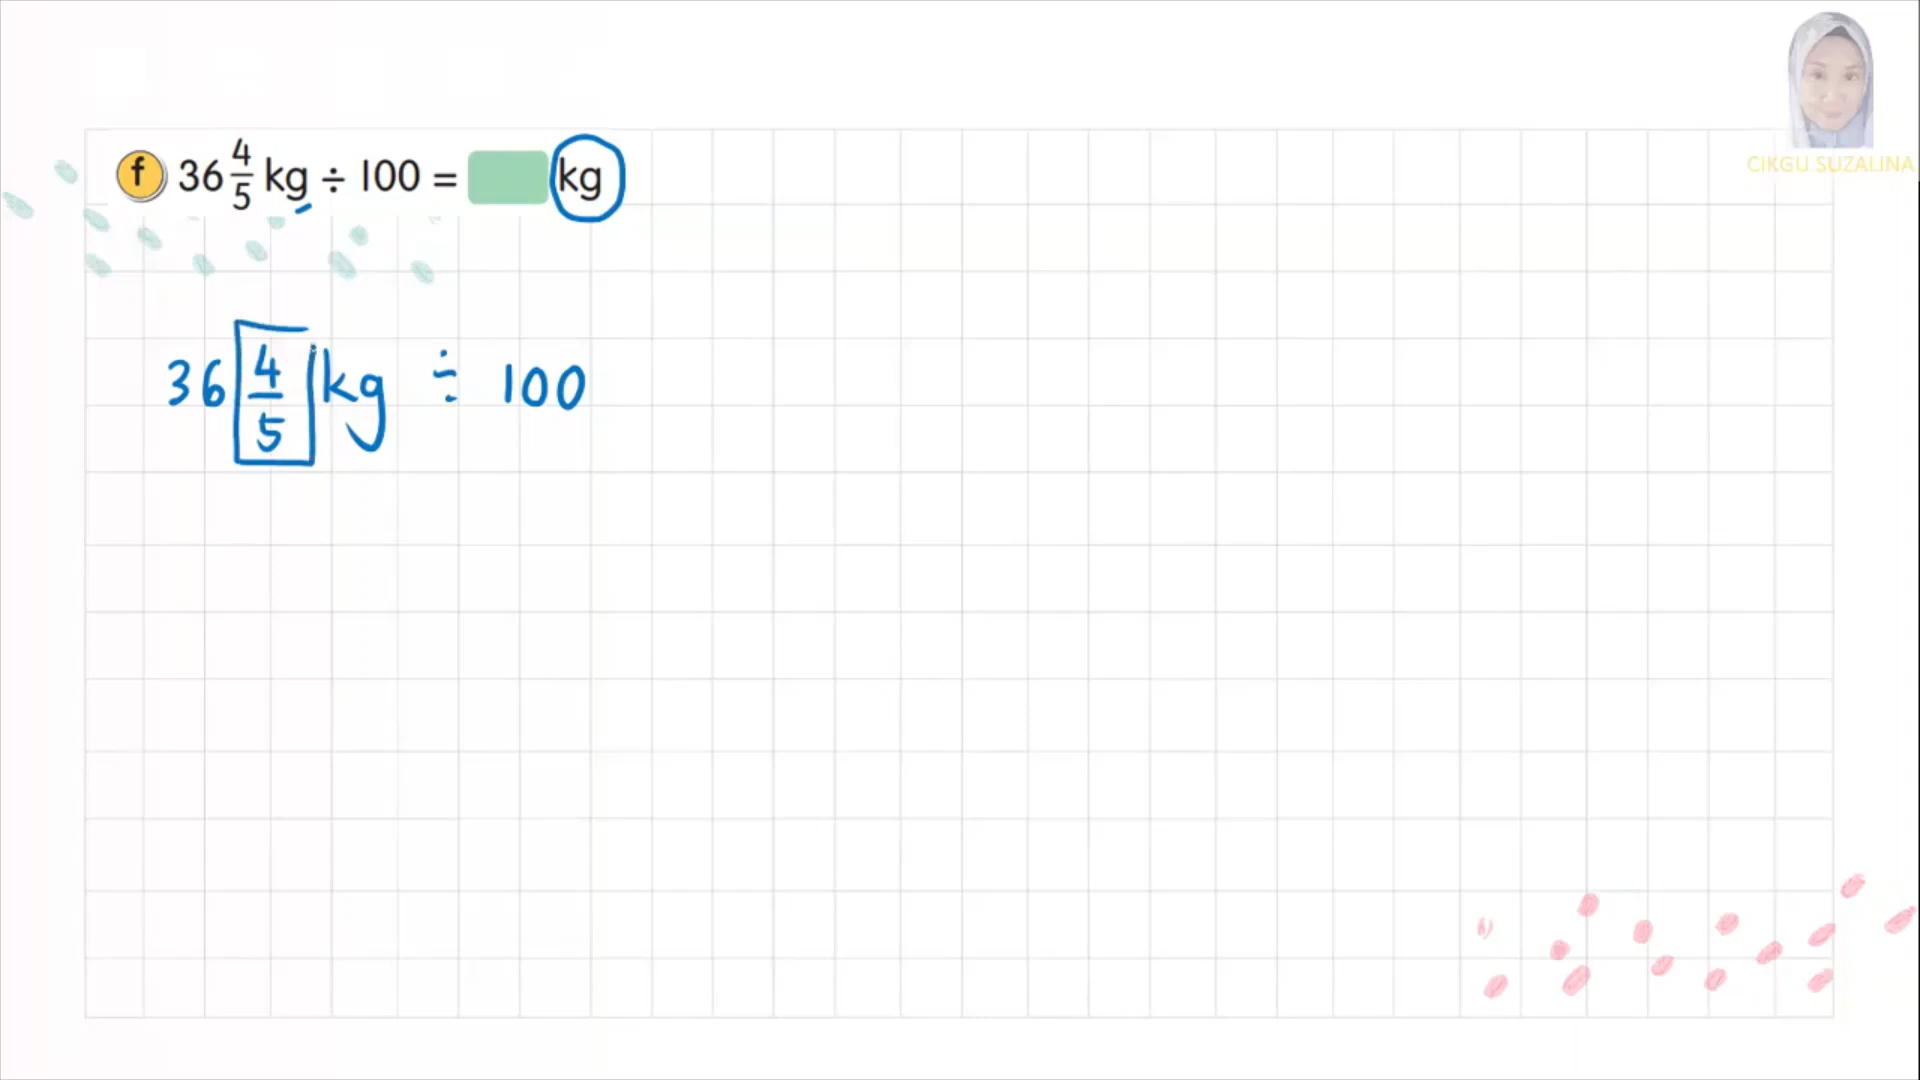 CIKGU SUZALINA
f 36 4/5 kg ÷ 100 = kg
36 4/5 kg ÷ 100